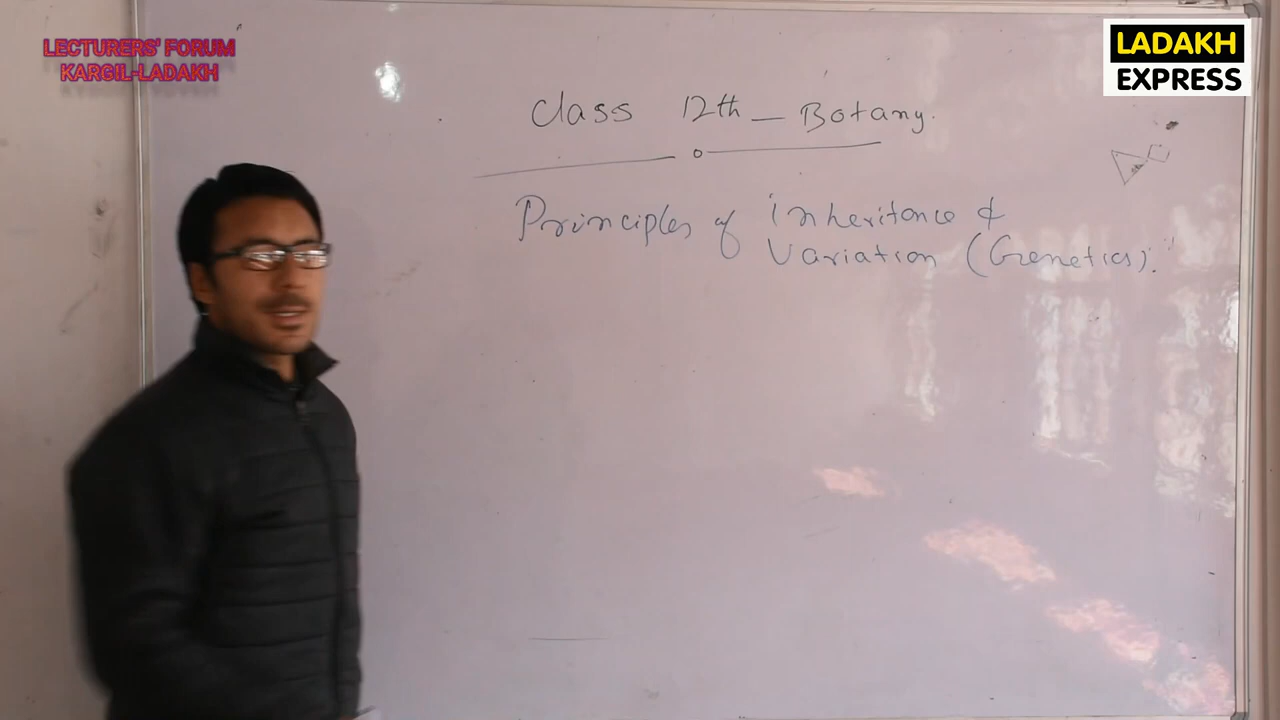 LECTURERS' FORUM
KARGIL-LADAKH
LADAKH
EXPRESS
Class 12th - Botany.
Principles of inheritance &
Variation (Genetics).